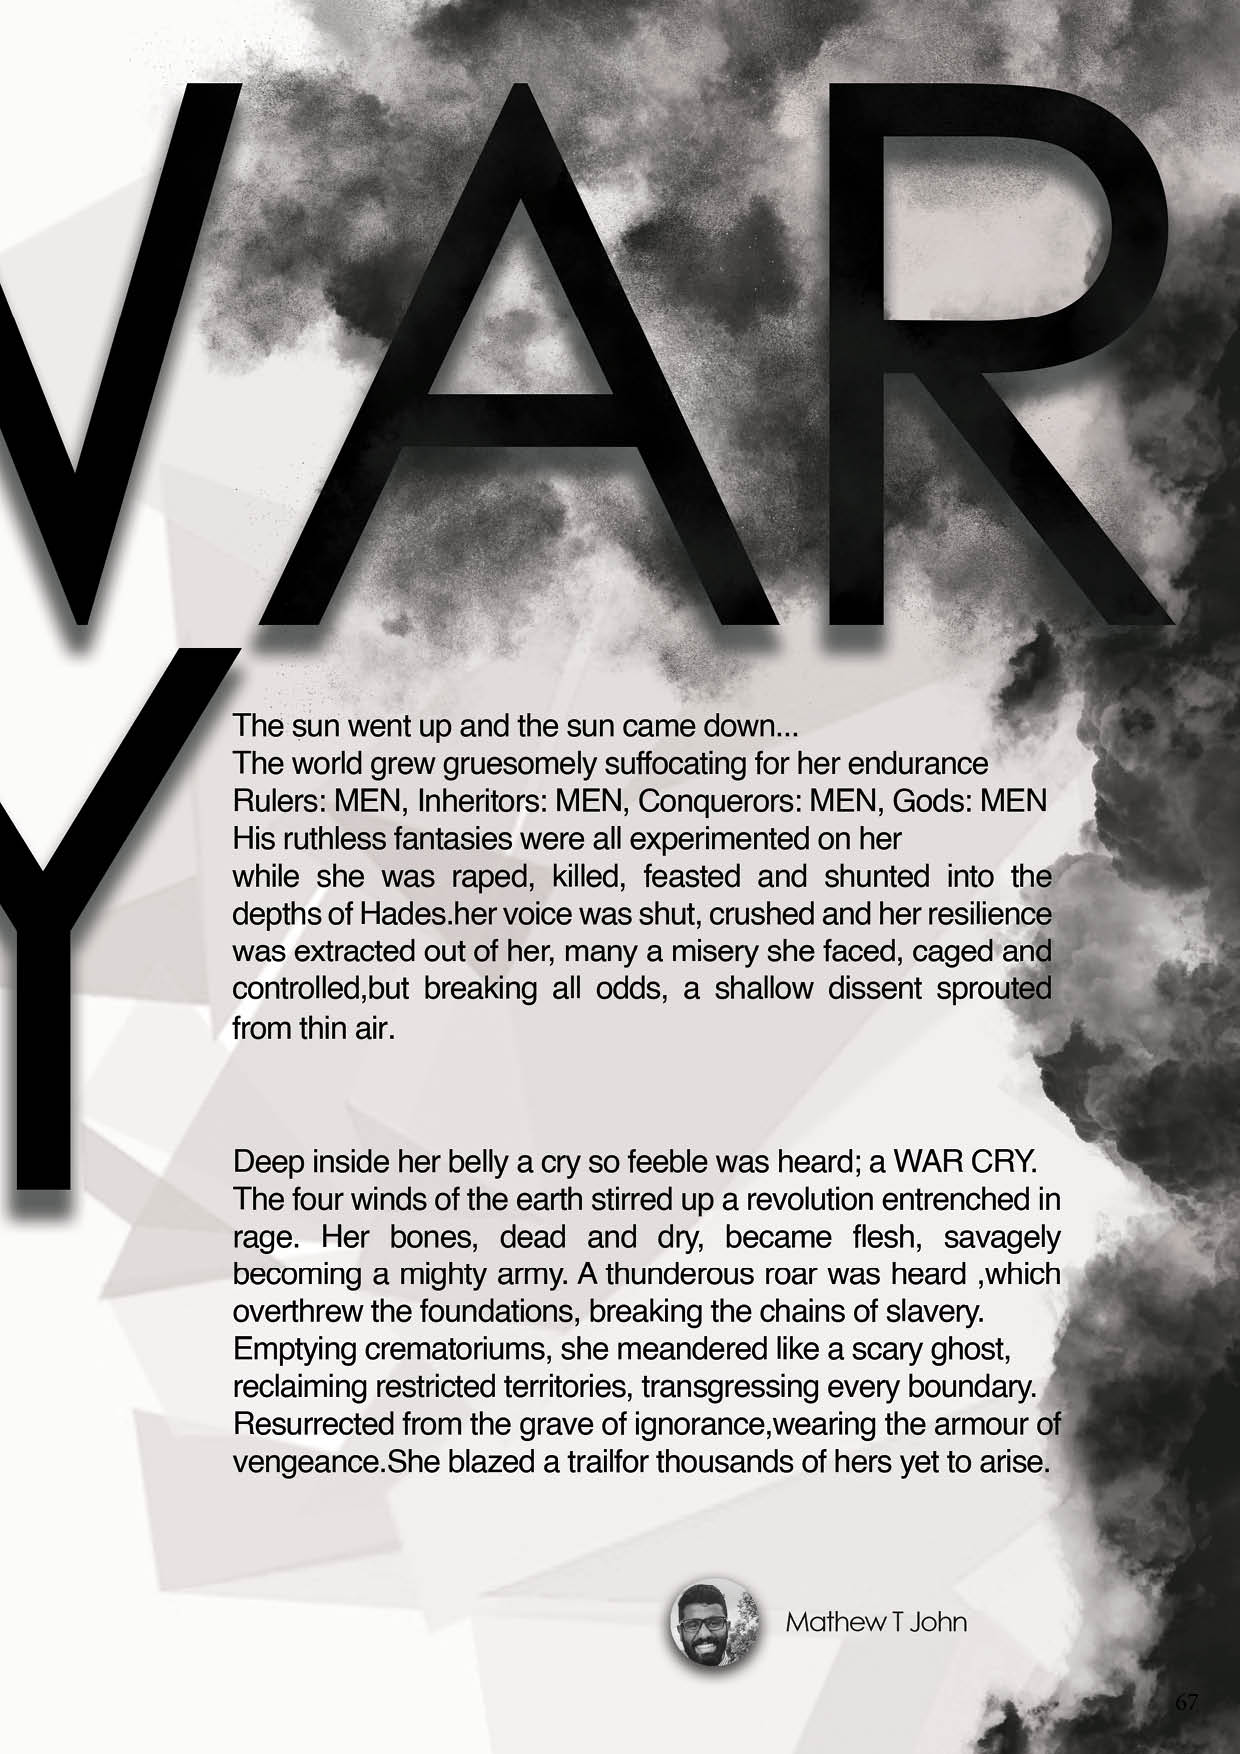 WAR
Y
The sun went up and the sun came down...
The world grew gruesomely suffocating for her endurance
Rulers: MEN, Inheritors: MEN, Conquerors: MEN, Gods: MEN
His ruthless fantasies were all experimented on her
while she was raped, killed, feasted and shunted into the
depths of Hades.her voice was shut, crushed and her resilience
was extracted out of her, many a misery she faced, caged and
controlled,but breaking all odds, a shallow dissent sprouted
from thin air.
Deep inside her belly a cry so feeble was heard; a WAR CRY.
The four winds of the earth stirred up a revolution entrenched in
rage. Her bones, dead and dry, became flesh, savagely
becoming a mighty army. A thunderous roar was heard ,which
overthrew the foundations, breaking the chains of slavery.
Emptying crematoriums, she meandered like a scary ghost,
reclaiming restricted territories, transgressing every boundary.
Resurrected from the grave of ignorance,wearing the armour of
vengeance.She blazed a trailfor thousands of hers yet to arise.
Mathew T John
67